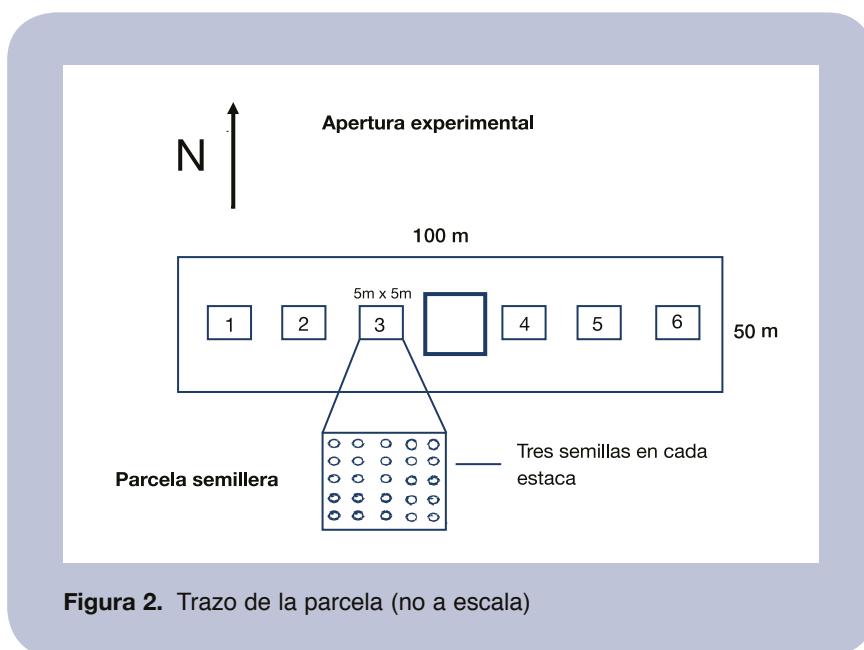 Apertura experimental
N
100 m
5m x 5m
1 2 3 4 5 6
50 m
Parcela semillera
Tres semillas en cada
estaca
Figura 2. Trazo de la parcela (no a escala)